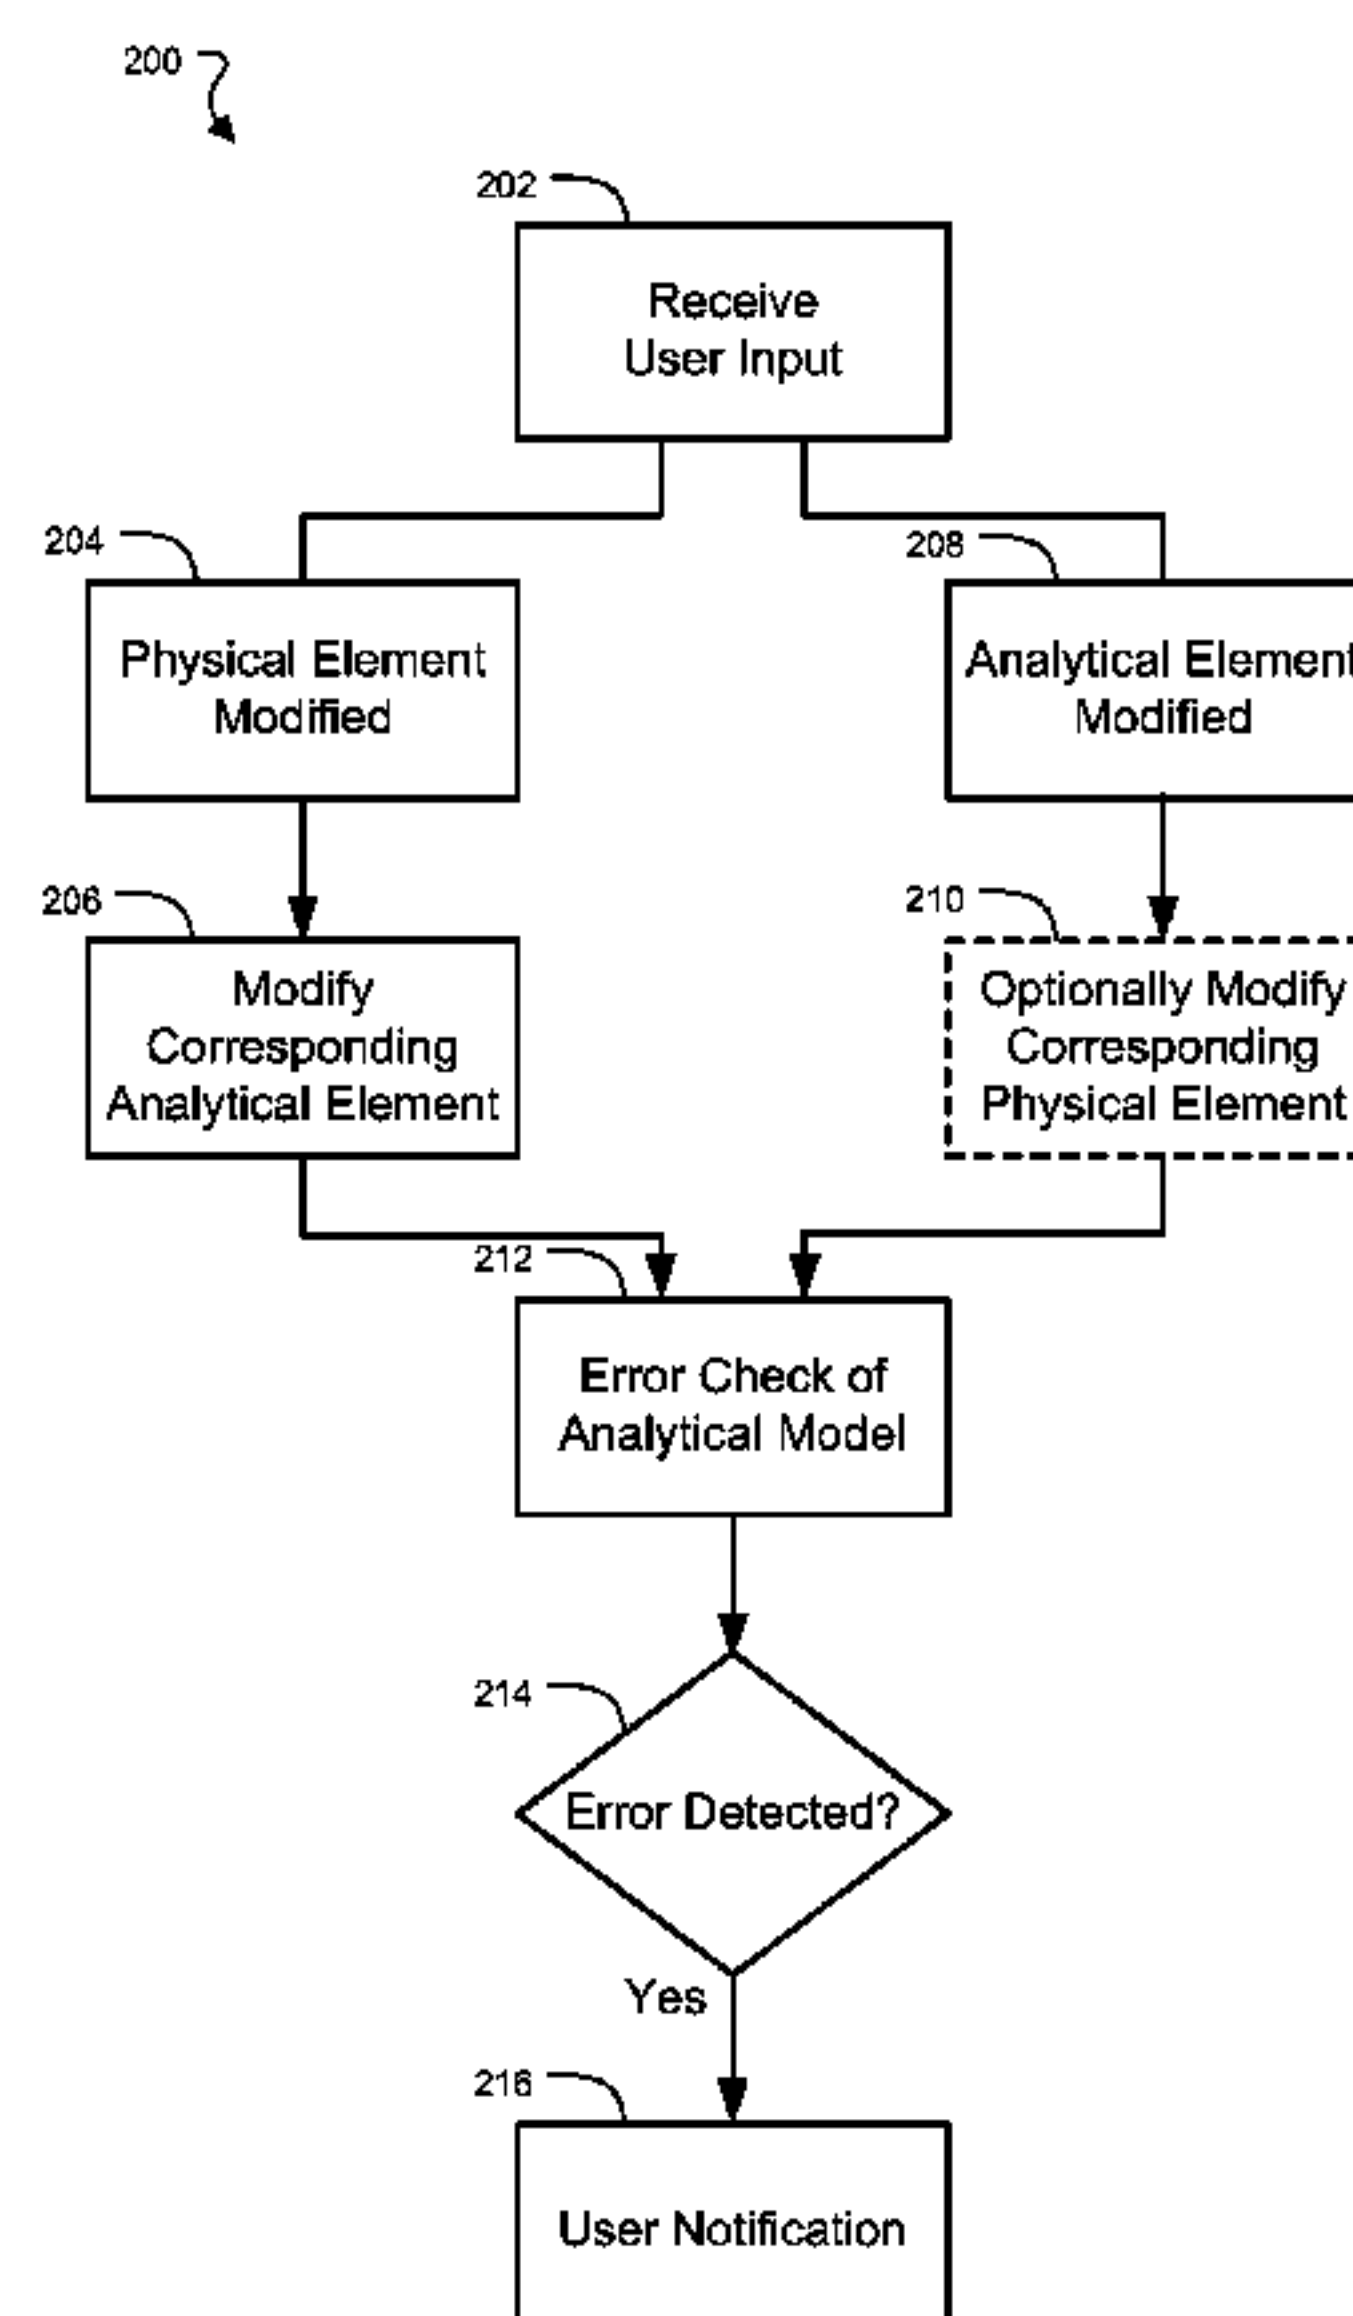 200
202
Receive
User Input
204
Physical Element
Modified
208
Analytical Element
Modified
206
Modify
Corresponding
Analytical Element
210
Optionally Modify
Corresponding
Physical Element
212
Error Check of
Analytical Model
214
Error Detected?
Yes
216
User Notification